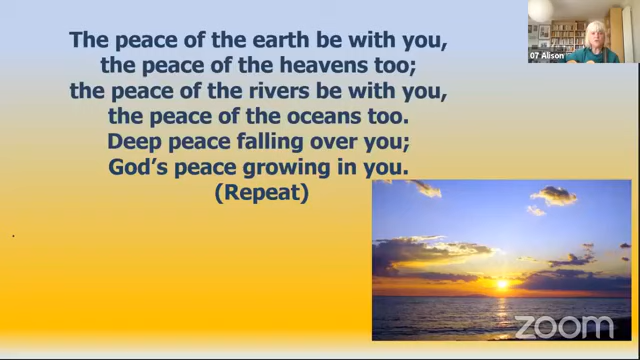 The peace of the earth be with you,
the peace of the heavens too;
the peace of the rivers be with you,
the peace of the oceans too.
Deep peace falling over you;
God's peace growing in you.
(Repeat)
.
07 Alison
zoom